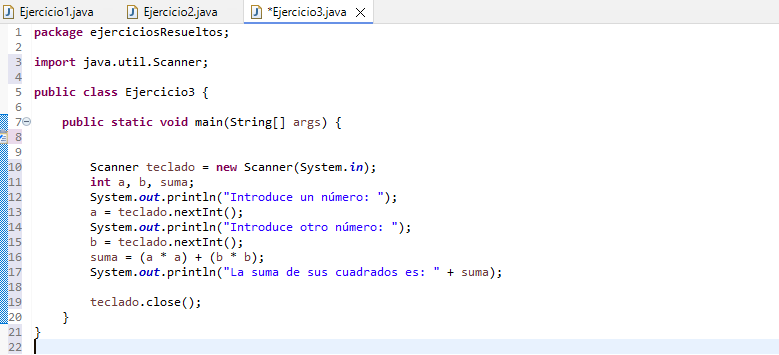 Ejercicio1.java Ejercicio2.java *Ejercicio3.java
1 package ejerciciosResueltos;
2
3 import java.util.Scanner;
4
5 public class Ejercicio3 {
6
7 public static void main(String[] args) {
8
9
10 Scanner teclado = new Scanner(System.in);
11 int a, b, suma;
12 System.out.println("Introduce un número: ");
13 a = teclado.nextInt();
14 System.out.println("Introduce otro número: ");
15 b = teclado.nextInt();
16 suma = (a * a) + (b * b);
17 System.out.println("La suma de sus cuadrados es: " + suma);
18
19 teclado.close();
20 }
21 }
22